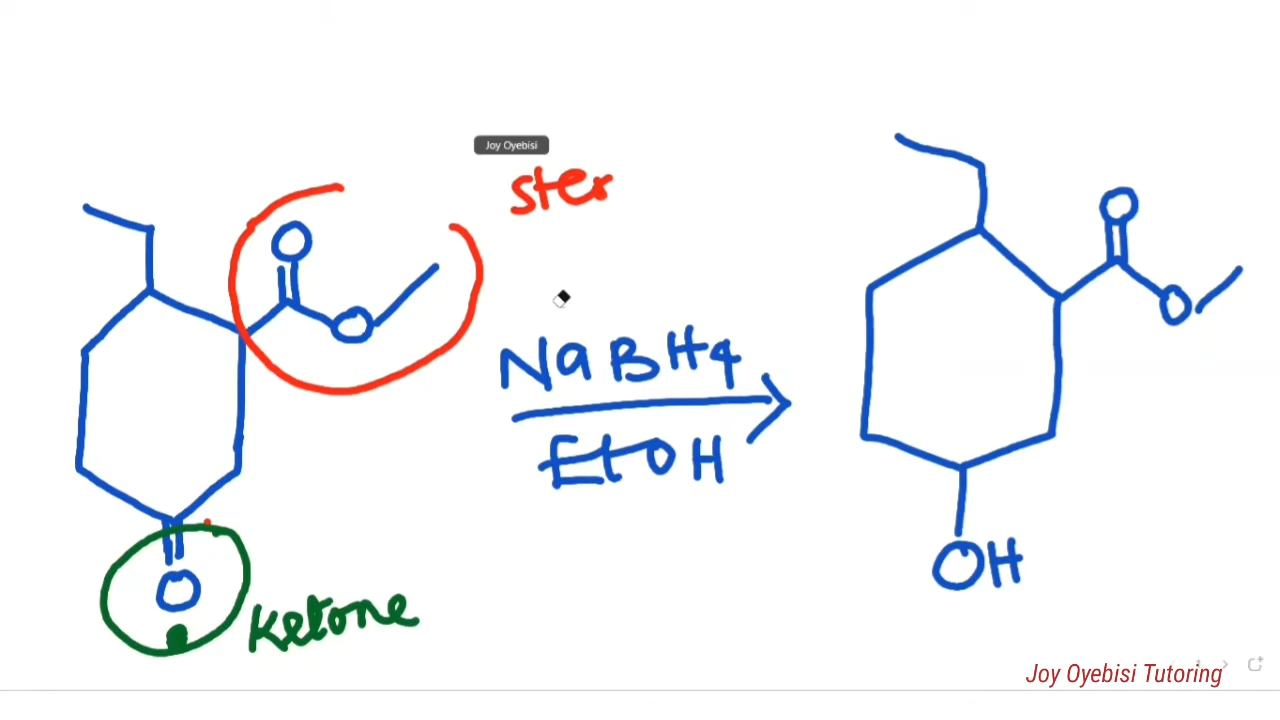 Joy Oyebisi
ster
O
O
O
O
NaBH4
EtOH
O
OH
Ketone
Joy Oyebisi Tutoring